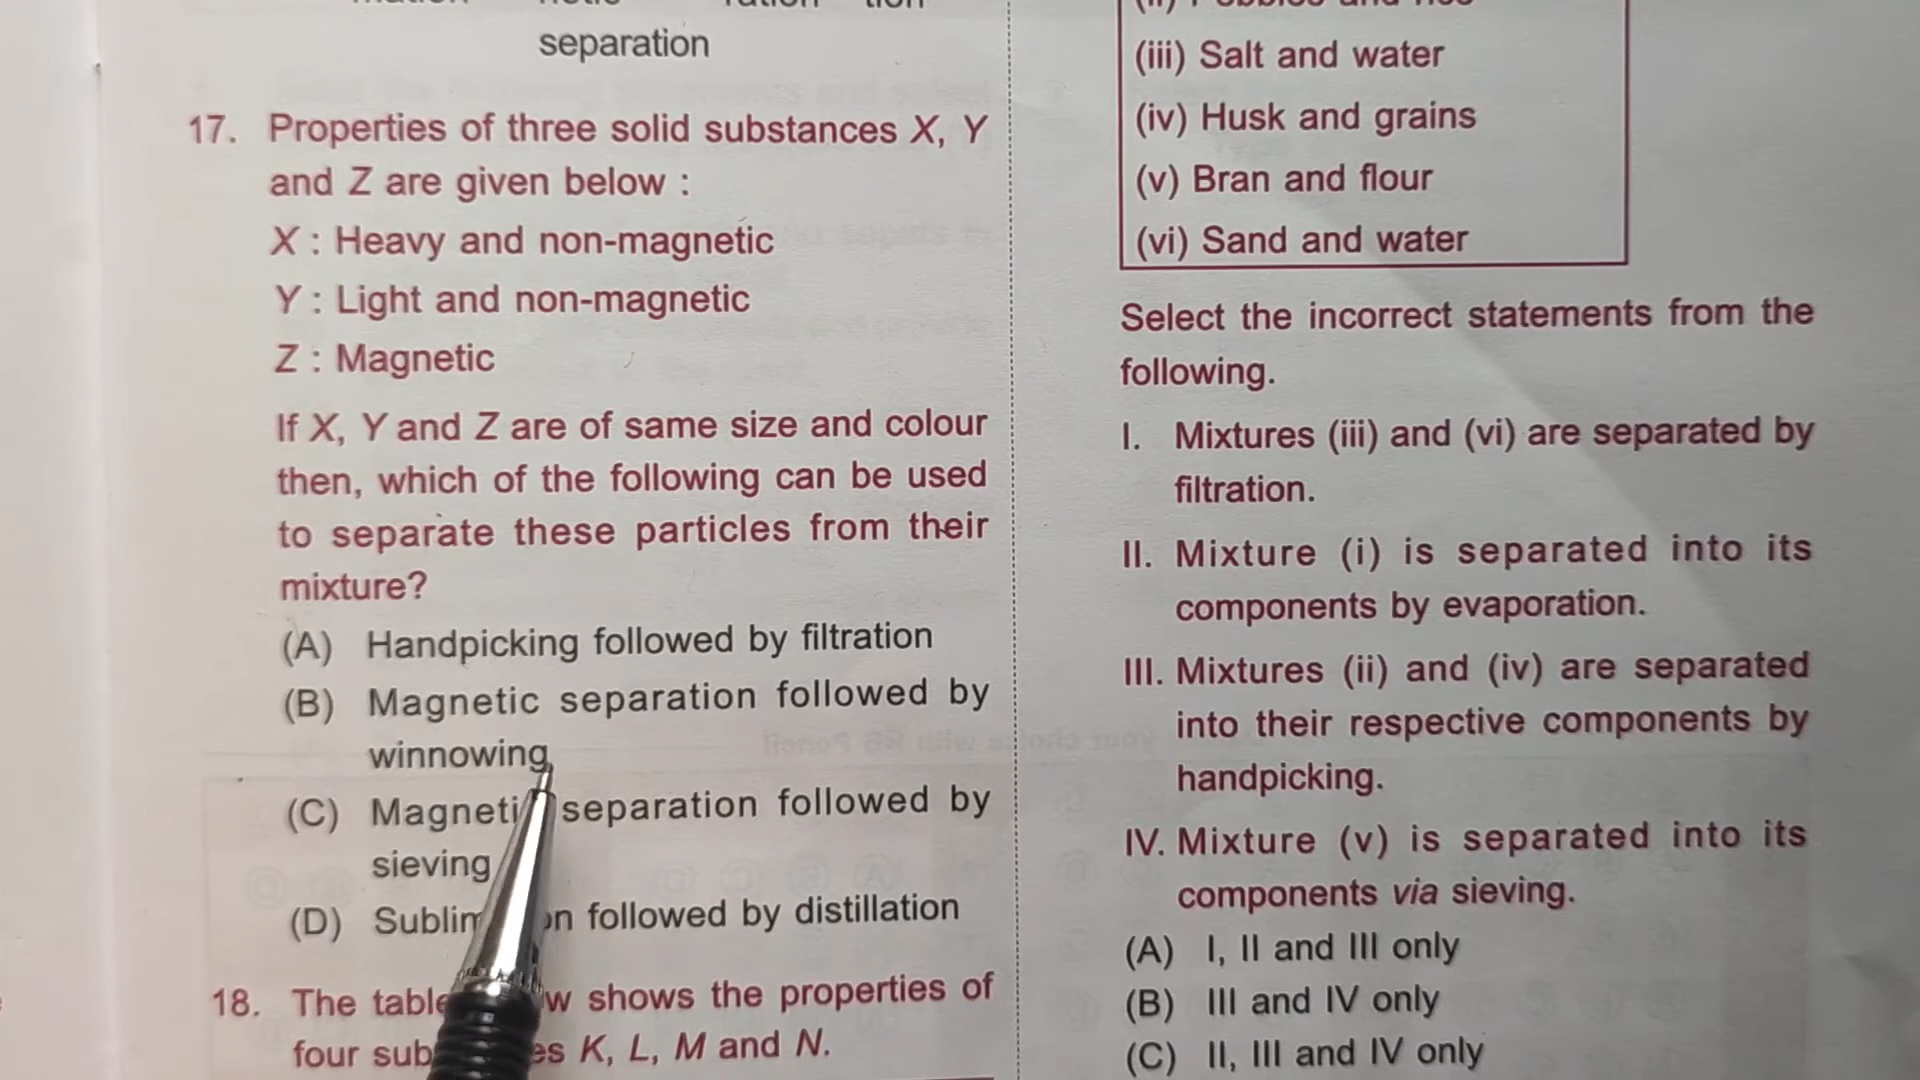 separation
17. Properties of three solid substances X, Y
and Z are given below :
X : Heavy and non-magnetic
Y : Light and non-magnetic
Z : Magnetic
If X, Y and Z are of same size and colour
then, which of the following can be used
to separate these particles from their
mixture?
(A) Handpicking followed by filtration
(B) Magnetic separation followed by
winnowing
(C) Magneti separation followed by
sieving
(D) followed by distillation
18. The shows the properties of
four K, L, M and N.
(iii) Salt and water
(iv) Husk and grains
(v) Bran and flour
(vi) Sand and water
Select the incorrect statements from the
following.
I. Mixtures (iii) and (vi) are separated by
filtration.
II. Mixture (i) is separated into its
components by evaporation.
III. Mixtures (ii) and (iv) are separated
into their respective components by
handpicking.
IV. Mixture (v) is separated into its
components via sieving.
(A) I, II and III only
(B) III and IV only
(C) II, III and IV only